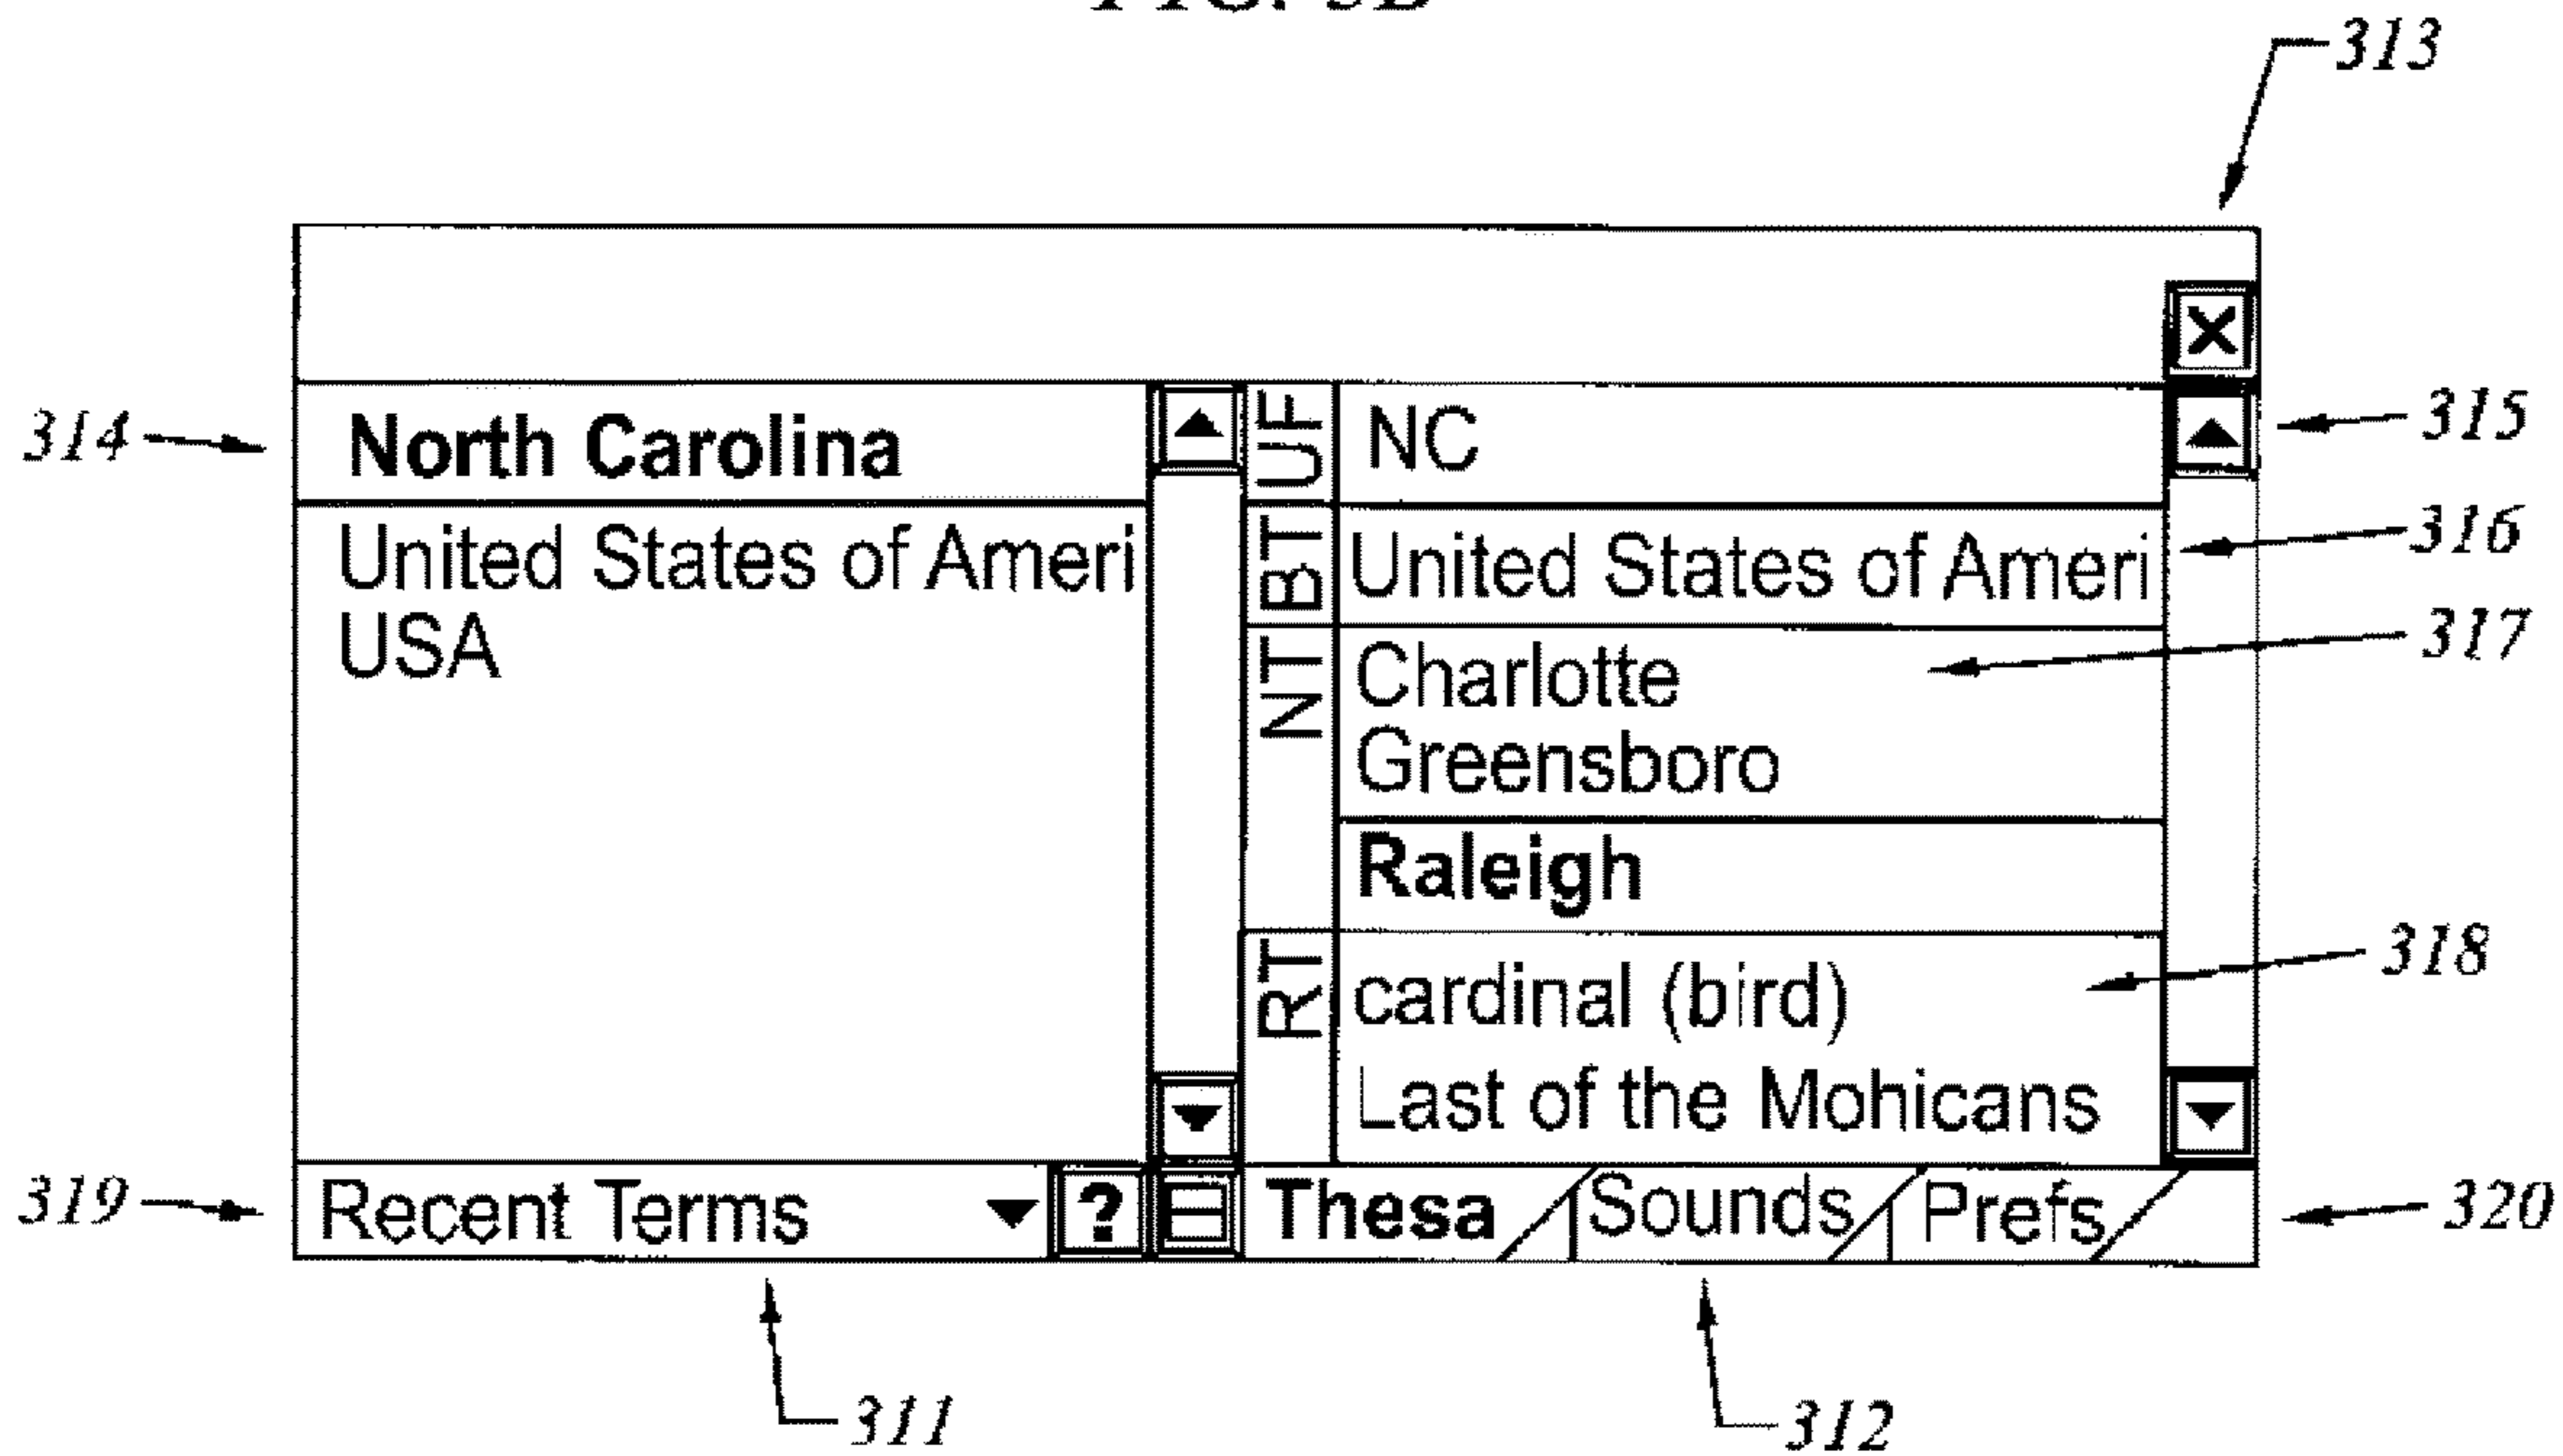 313
314
North Carolina
UF
NC
315
United States of Ameri
BT
United States of Ameri
316
USA
NT
Charlotte
317
Greensboro
Raleigh
RT
cardinal (bird)
318
Last of the Mohicans
319
Recent Terms
?
Thesa
Sounds
Prefs
320
311
312